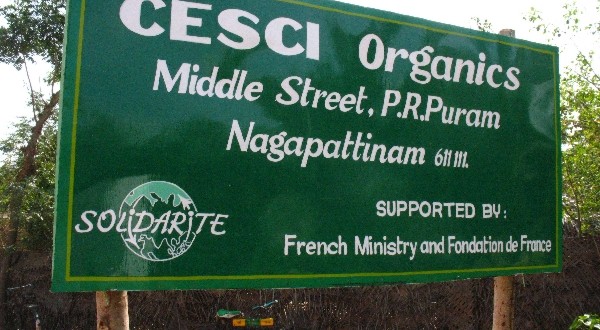 CESCI Organics
Middle Street, P.R.Puram
Nagapattinam 611 111.
SOLiDARiTE
SUPPORTED BY :
French Ministry and Fondation de France